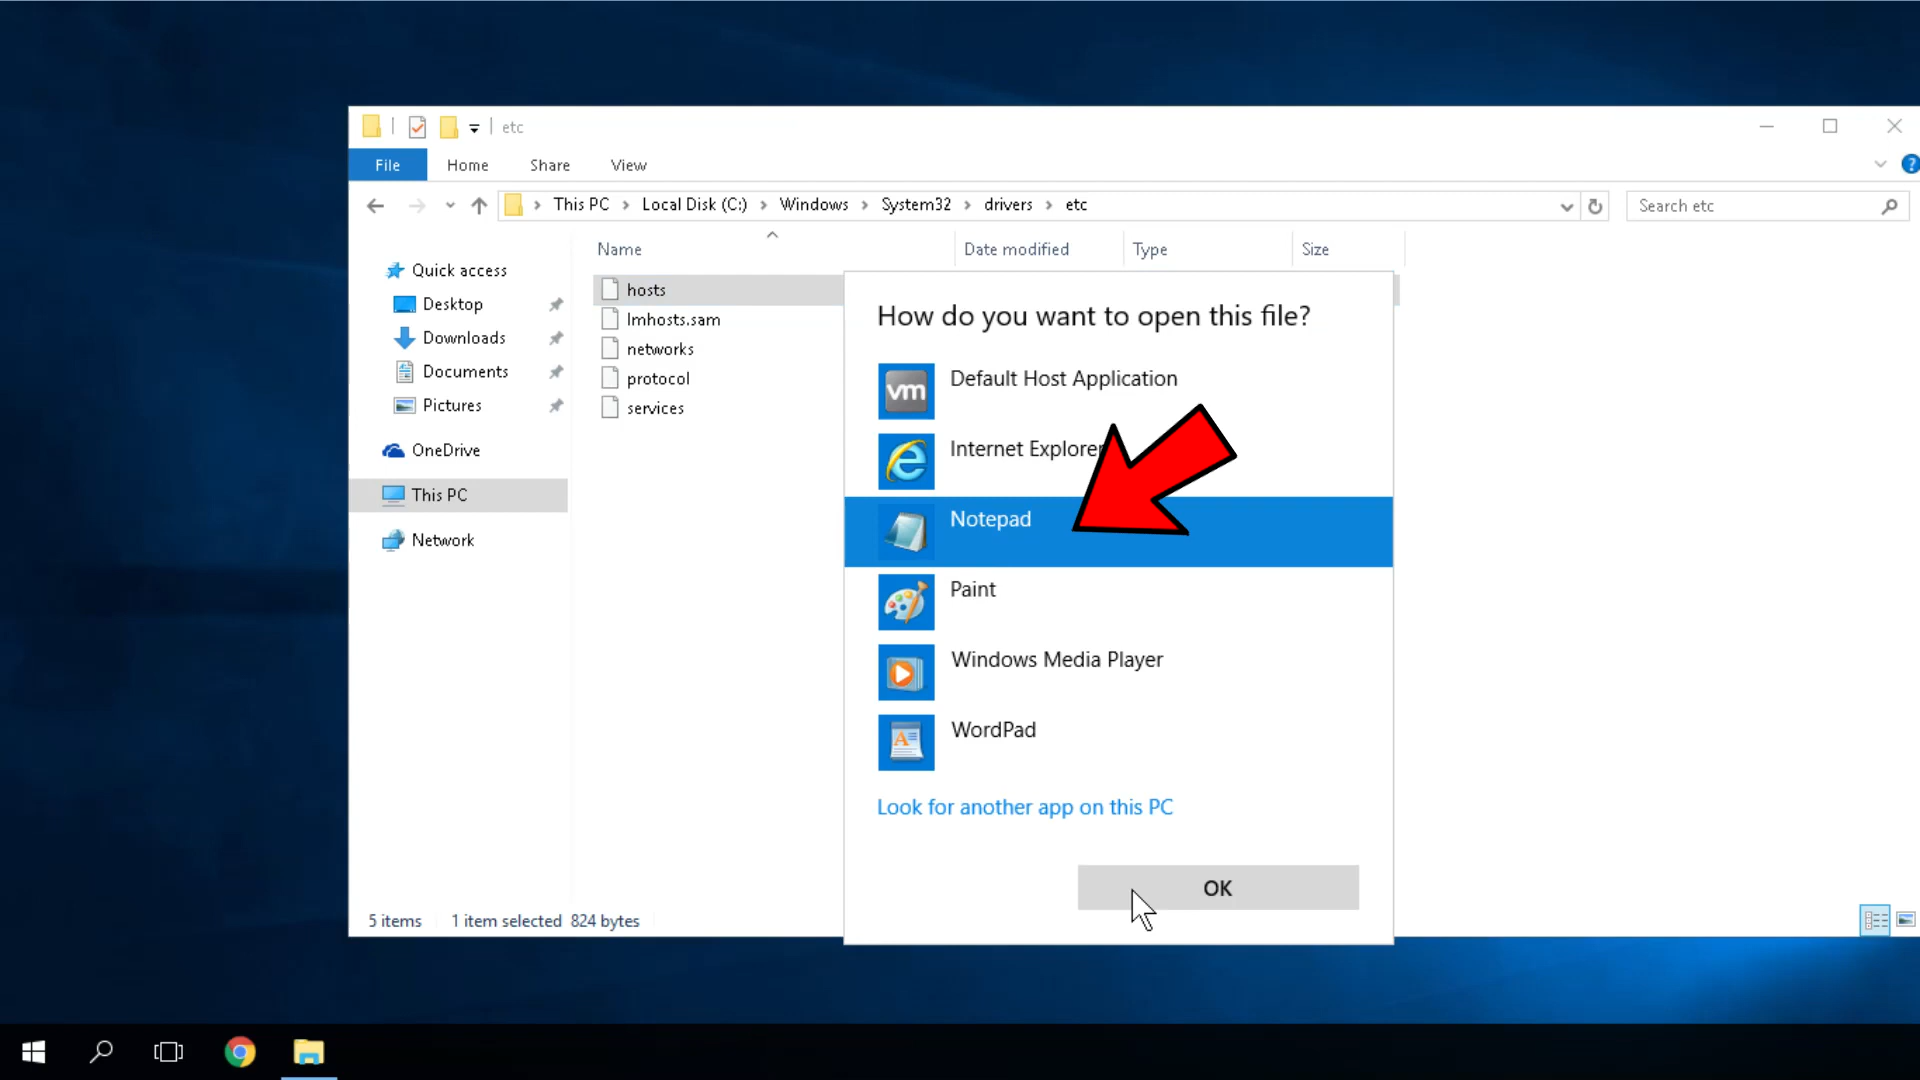 etc
File Home Share View
This PC Local Disk (C:) Windows System32 drivers etc
Search etc
Name Date modified Type Size
Quick access
Desktop
Downloads
Documents
Pictures
OneDrive
This PC
Network
hosts
lmhosts.sam
networks
protocol
services
How do you want to open this file?
vm Default Host Application
Internet Explorer
Notepad
Paint
Windows Media Player
WordPad
Look for another app on this PC
OK
5 items 1 item selected 824 bytes